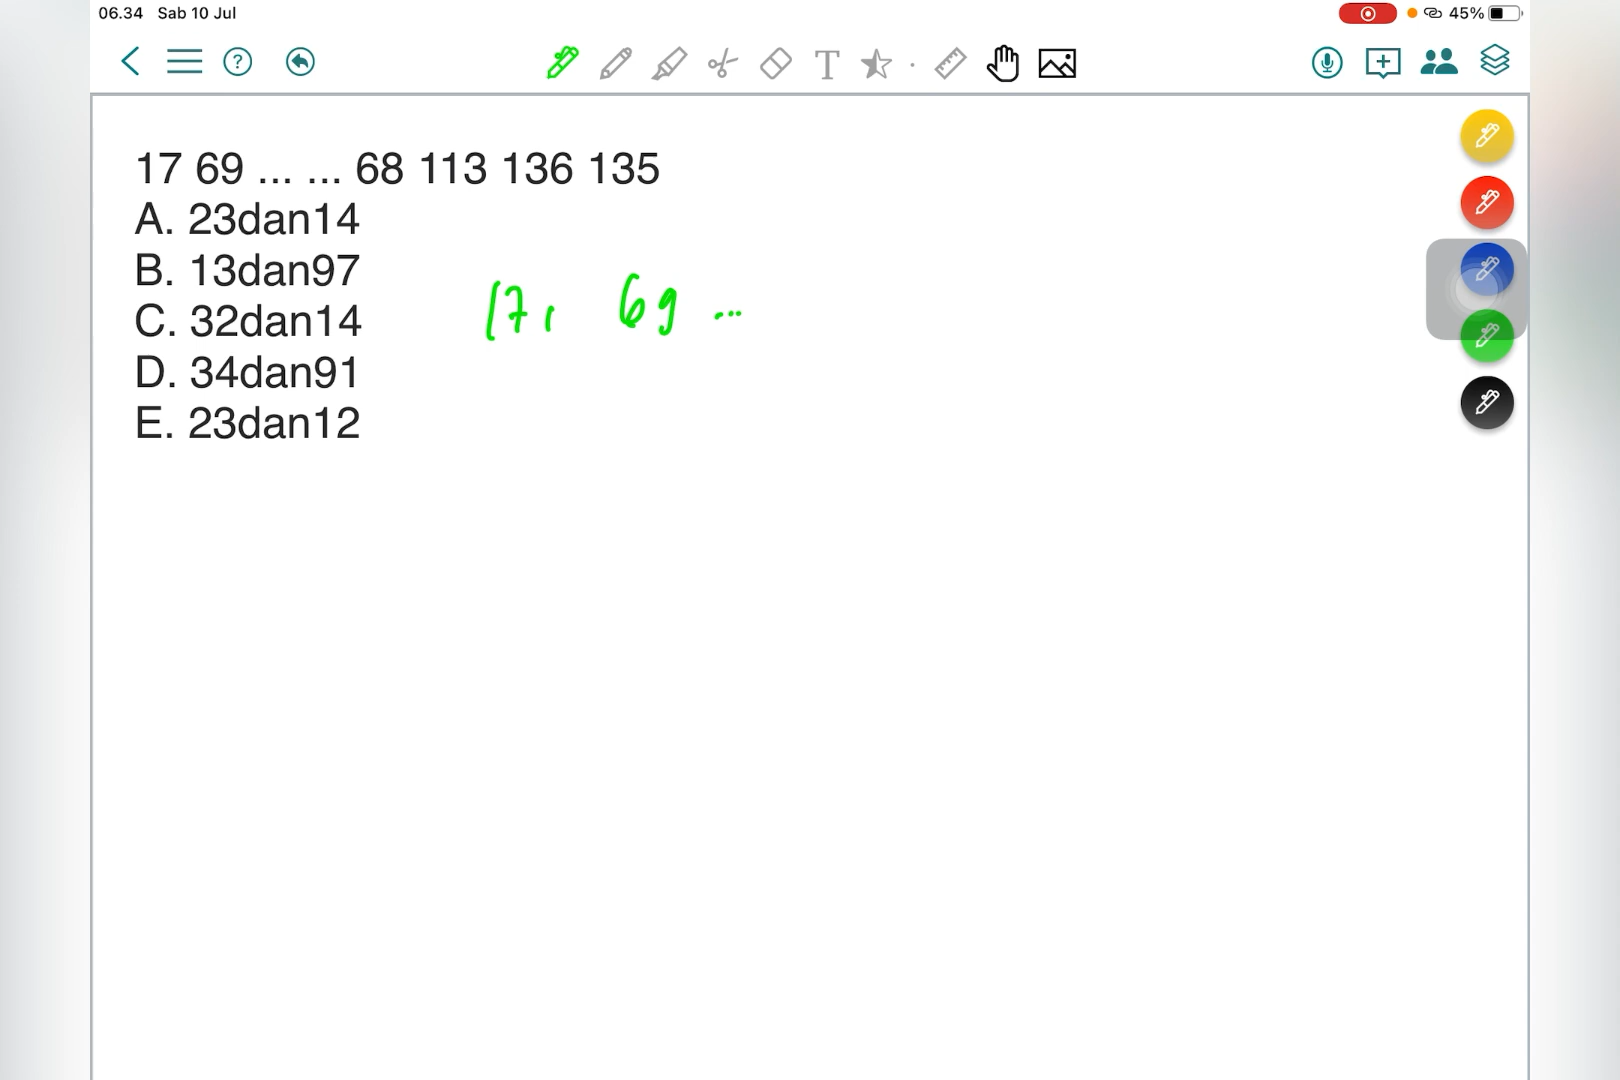 06.34 Sab 10 Jul
45%
17 69 ... ... 68 113 136 135
A. 23dan14
B. 13dan97
C. 32dan14
D. 34dan91
E. 23dan12
17, 69 ...